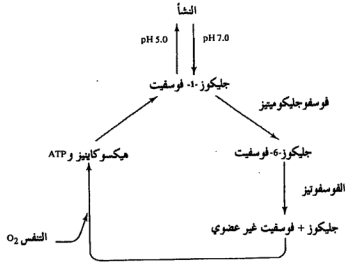 النشأ
pH 5.0
pH 7.0
جليكوز-1- فوسفيت
فوسفوجليكوميتيز
هيكسوكاينيز و ATP
جليكوز-6-فوسفيت
الفوسفوتيز
التنفس O2
جليكوز + فوسفيت غير عضوي